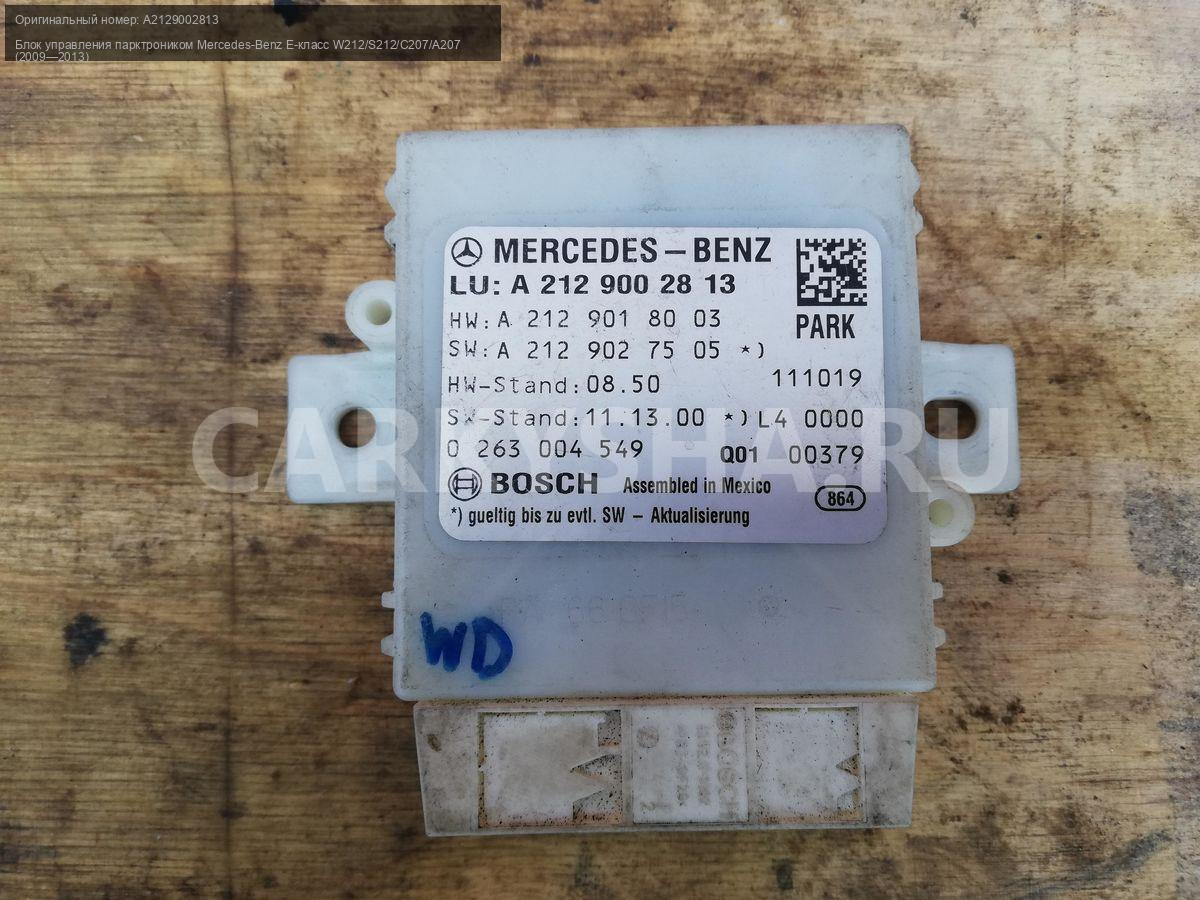 Оригинальный номер: A2129002813
Блок управления парктроником Mercedes-Benz E-класс W212/S212/C207/A207
(2009—2013)
MERCEDES – BENZ
LU: A 212 900 28 13
HW: A 212 901 80 03
PARK
SW: A 212 902 75 05 *)
HW-Stand: 08.50 111019
SW-Stand: 11.13.00 *) L4 0000
0 263 004 549 Q01 00379
BOSCH Assembled in Mexico 864
*) gueltig bis zu evtl. SW – Aktualisierung
CARKYSHA.RU
WD